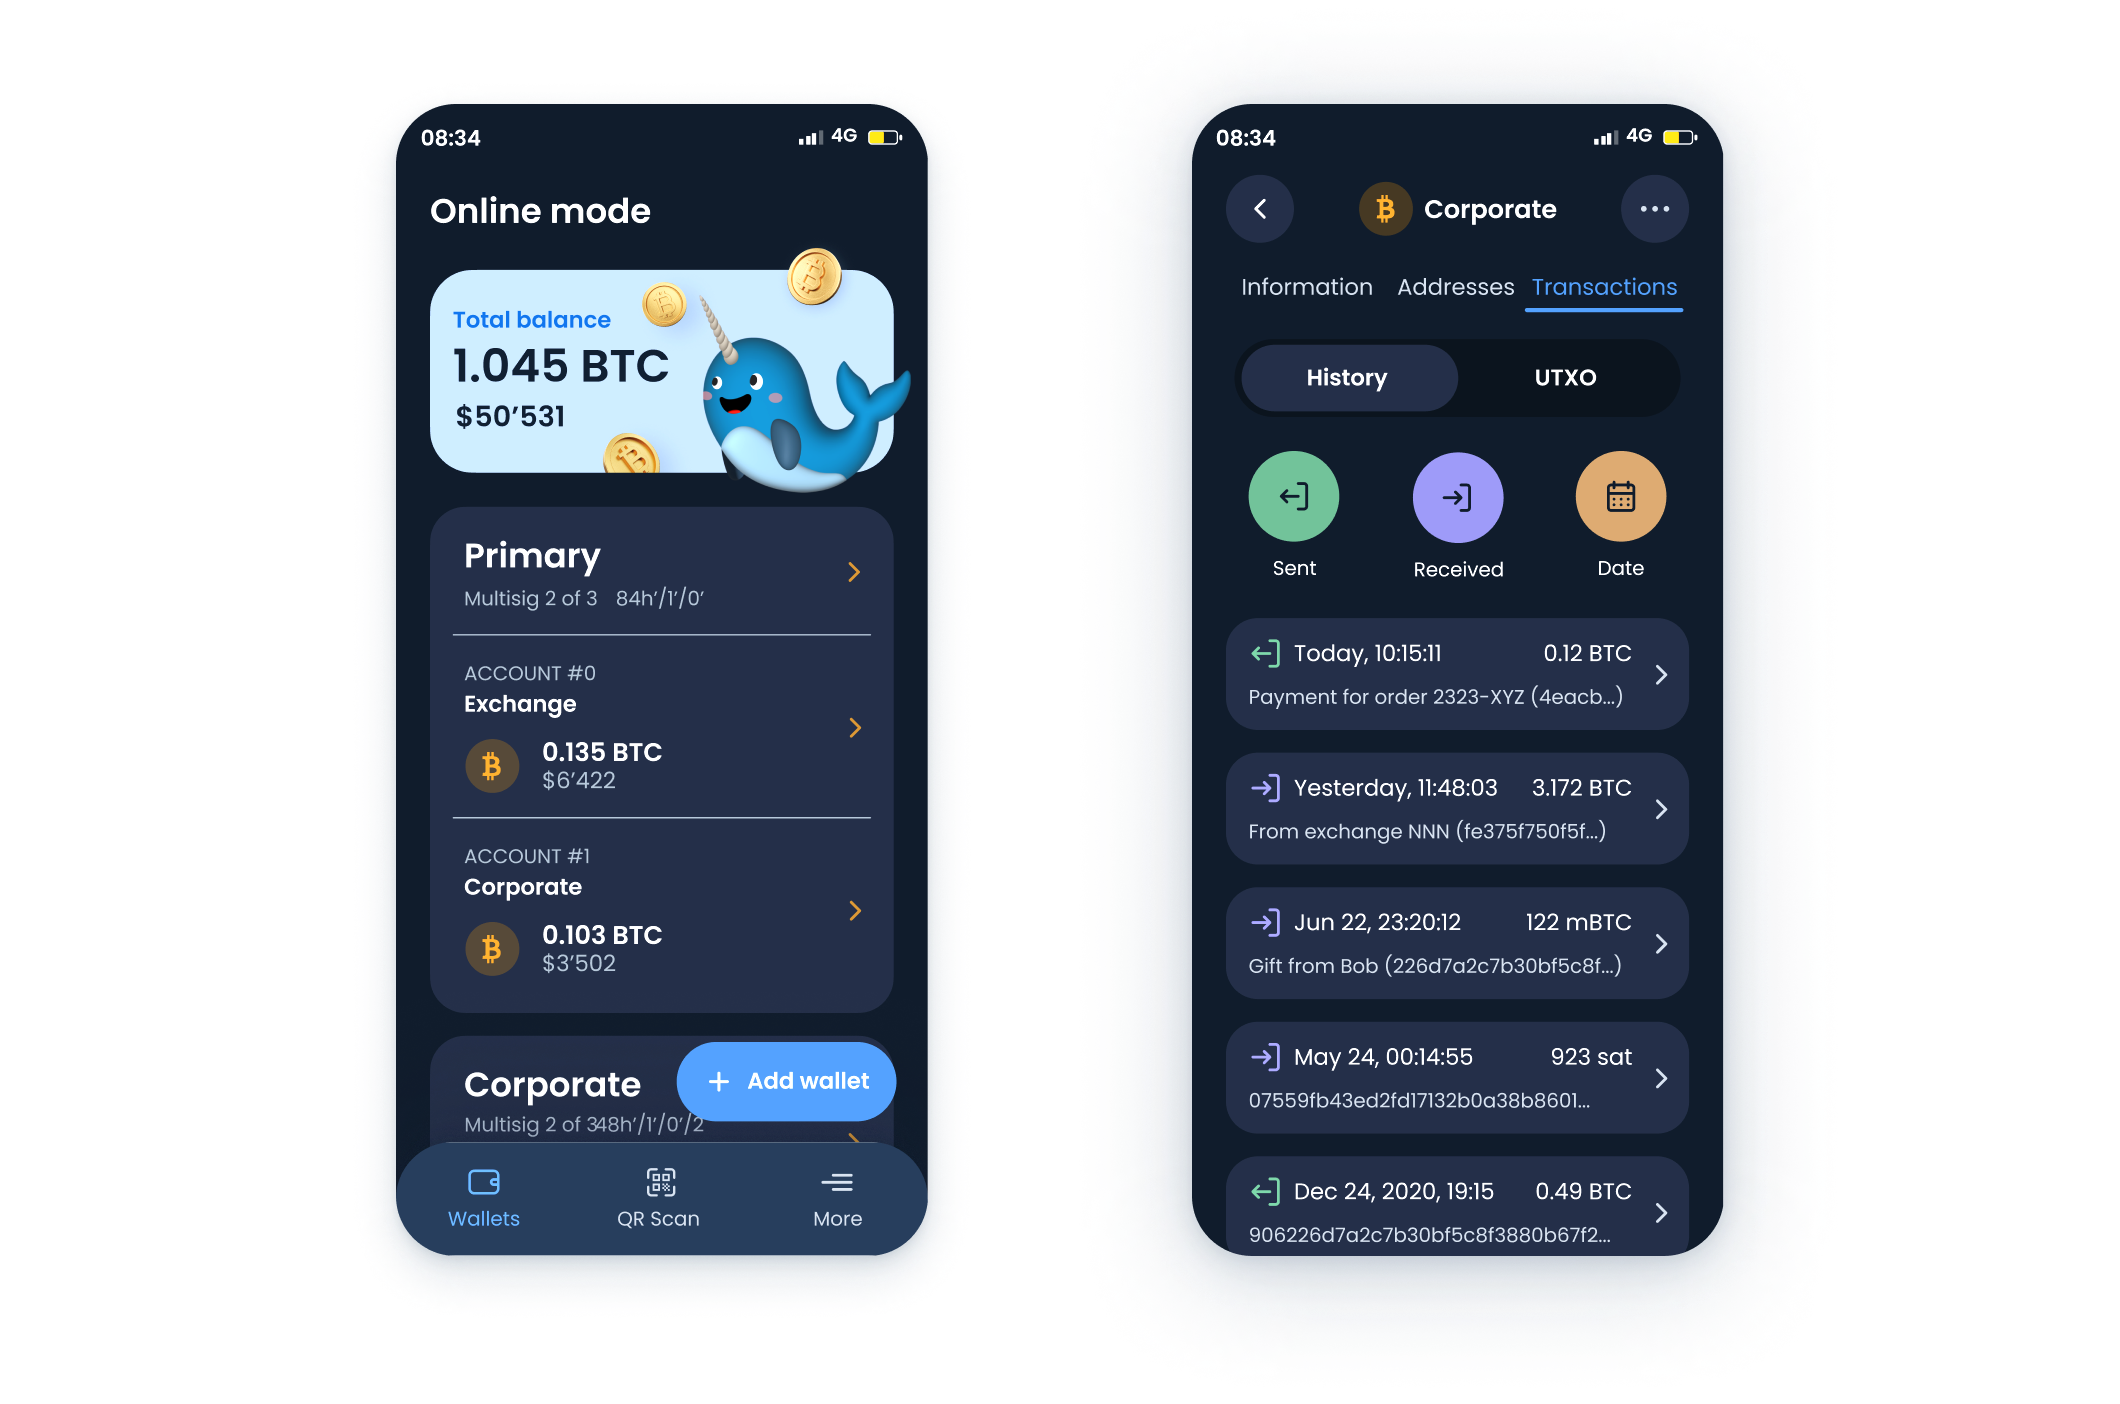 08:34
4G
Online mode
Total balance
1.045 BTC
$50’531
Primary
Multisig 2 of 3 84h’/1’/0’
ACCOUNT #0
Exchange
0.135 BTC
$6’422
ACCOUNT #1
Corporate
0.103 BTC
$3’502
Corporate
Add wallet
Multisig 2 of 348h’/1’/0’/2
Wallets
QR Scan
More
08:34
4G
Corporate
Information Addresses Transactions
History
UTXO
Sent
Received
Date
Today, 10:15:11 0.12 BTC
Payment for order 2323-XYZ (4eacb...)
Yesterday, 11:48:03 3.172 BTC
From exchange NNN (fe375f750f5f...)
Jun 22, 23:20:12 122 mBTC
Gift from Bob (226d7a2c7b30bf5c8f...)
May 24, 00:14:55 923 sat
07559fb43ed2fd17132b0a38b8601...
Dec 24, 2020, 19:15 0.49 BTC
906226d7a2c7b30bf5c8f3880b67f2...